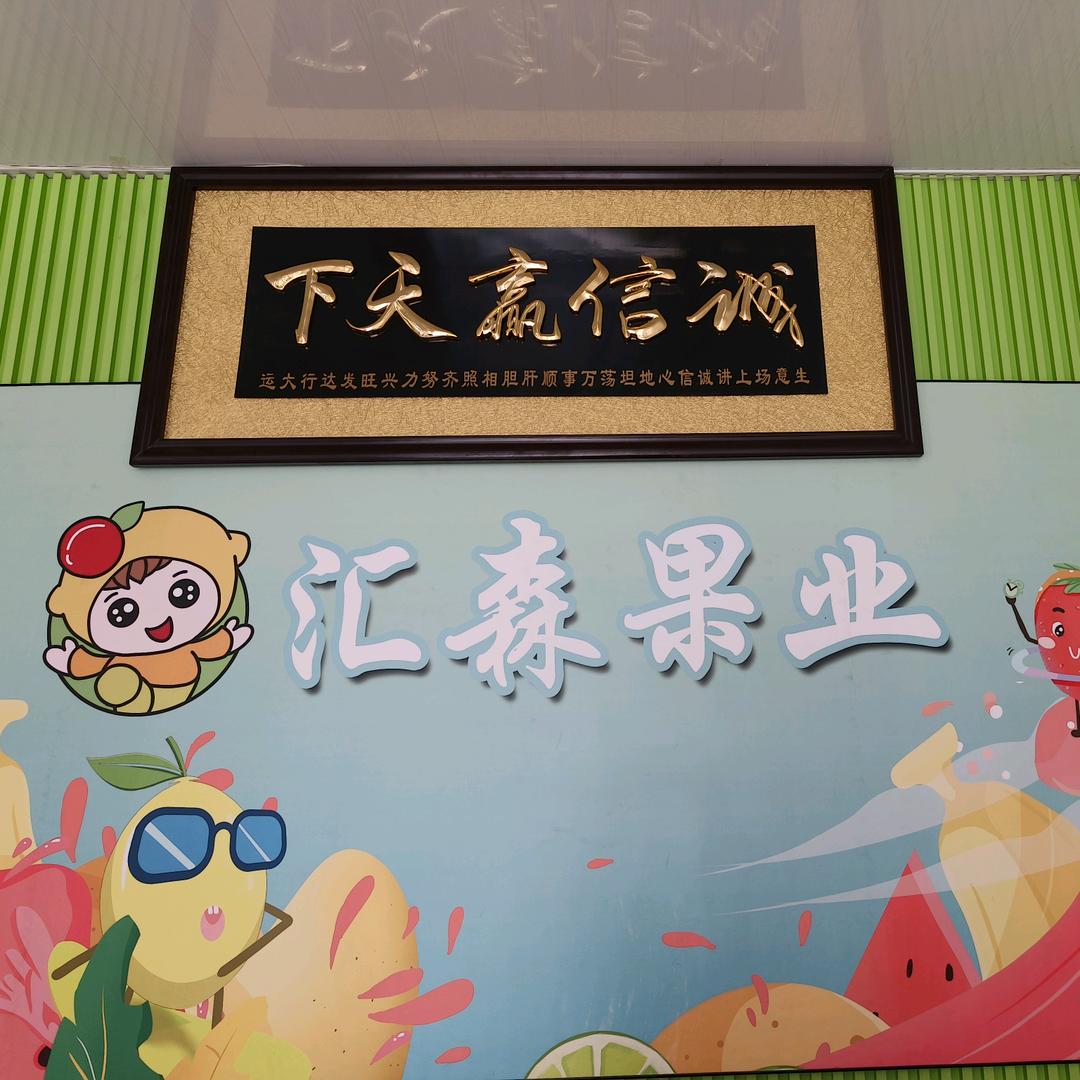 诚信赢天下
生意场上讲诚信心地坦荡万事顺肝胆相照齐努力兴旺发达行大运
汇森果业